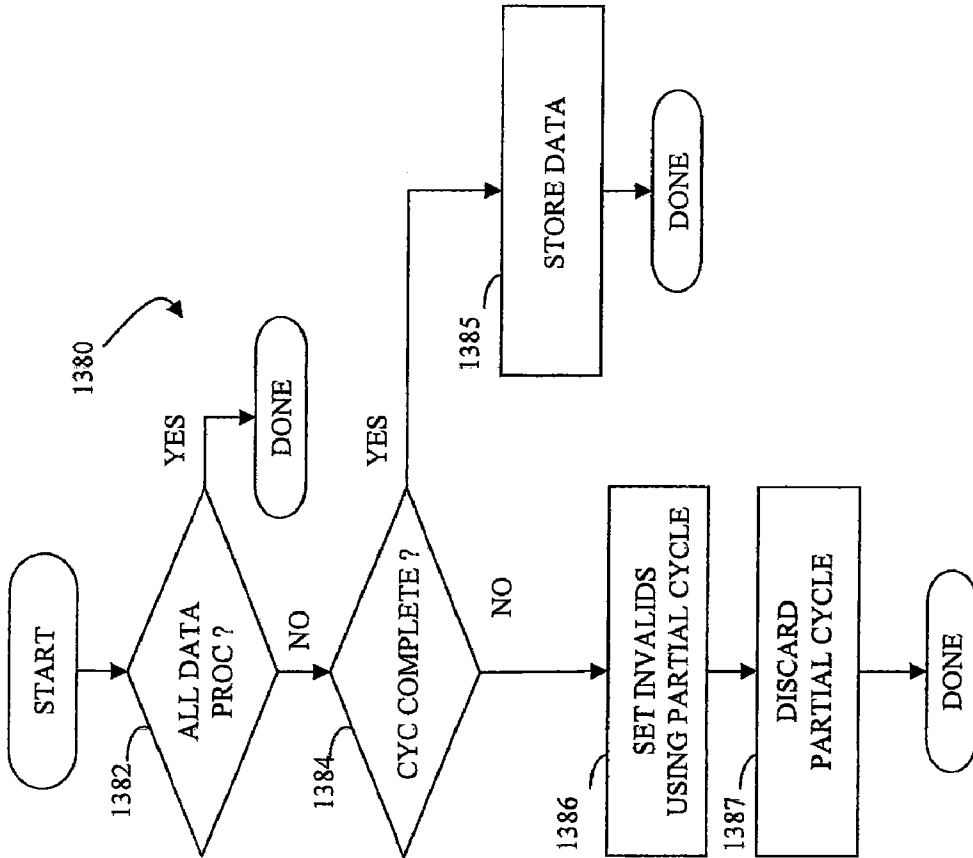 START
1380
1382
ALL DATA
PROC ?
YES
DONE
NO
1384
CYC COMPLETE ?
YES
NO
1385
STORE DATA
DONE
1386
SET INVALIDS
USING PARTIAL CYCLE
1387
DISCARD
PARTIAL CYCLE
DONE